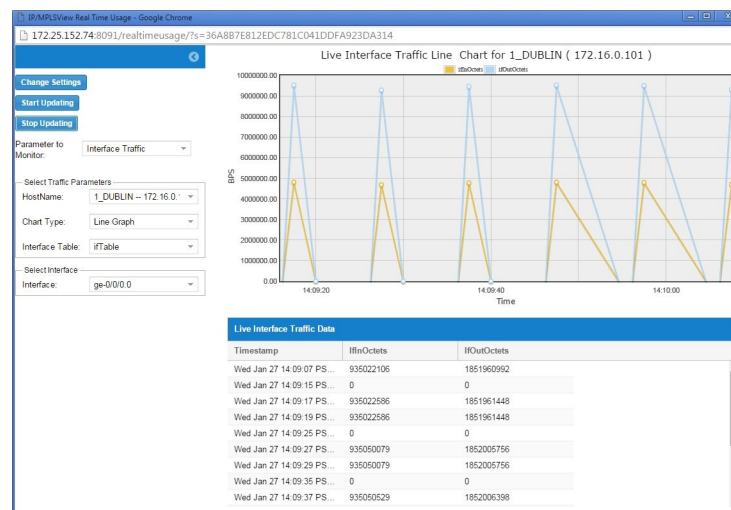 IP/MPLSView Real Time Usage - Google Chrome
172.25.152.74:8091/realtimeusage/?s=36A8B7E812EDC781C041DDFA923DA314
Live Interface Traffic Line Chart for 1_DUBLIN ( 172.16.0.101 )
ifInOctets ifOutOctets
Change Settings
Start Updating
Stop Updating
Parameter to Monitor:
Interface Traffic
Select Traffic Parameters
HostName: 1_DUBLIN -- 172.16.0.1
Chart Type: Line Graph
Interface Table: ifTable
Select Interface
Interface: ge-0/0/0.0
BPS
10000000.00
9000000.00
8000000.00
7000000.00
6000000.00
5000000.00
4000000.00
3000000.00
2000000.00
1000000.00
0.00
14:09:20 14:09:40 14:10:00
Time
Live Interface Traffic Data
Timestamp IfInOctets IfOutOctets
Wed Jan 27 14:09:07 PS... 935022106 1851960992
Wed Jan 27 14:09:15 PS... 0 0
Wed Jan 27 14:09:17 PS... 935022586 1851961448
Wed Jan 27 14:09:19 PS... 935022586 1851961448
Wed Jan 27 14:09:25 PS... 0 0
Wed Jan 27 14:09:27 PS... 935050079 1852005756
Wed Jan 27 14:09:29 PS... 935050079 1852005756
Wed Jan 27 14:09:35 PS... 0 0
Wed Jan 27 14:09:37 PS... 935050529 1852006398